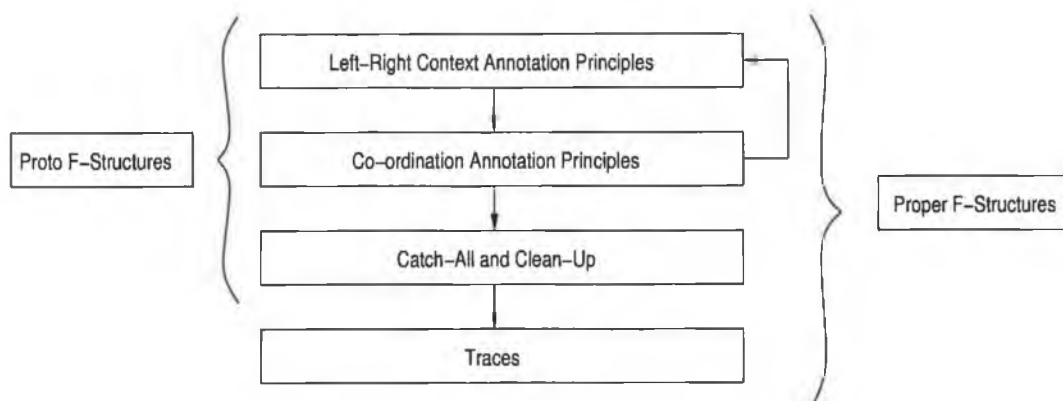 Left–Right Context Annotation Principles
Proto F–Structures
Co–ordination Annotation Principles
Proper F–Structures
Catch–All and Clean–Up
Traces